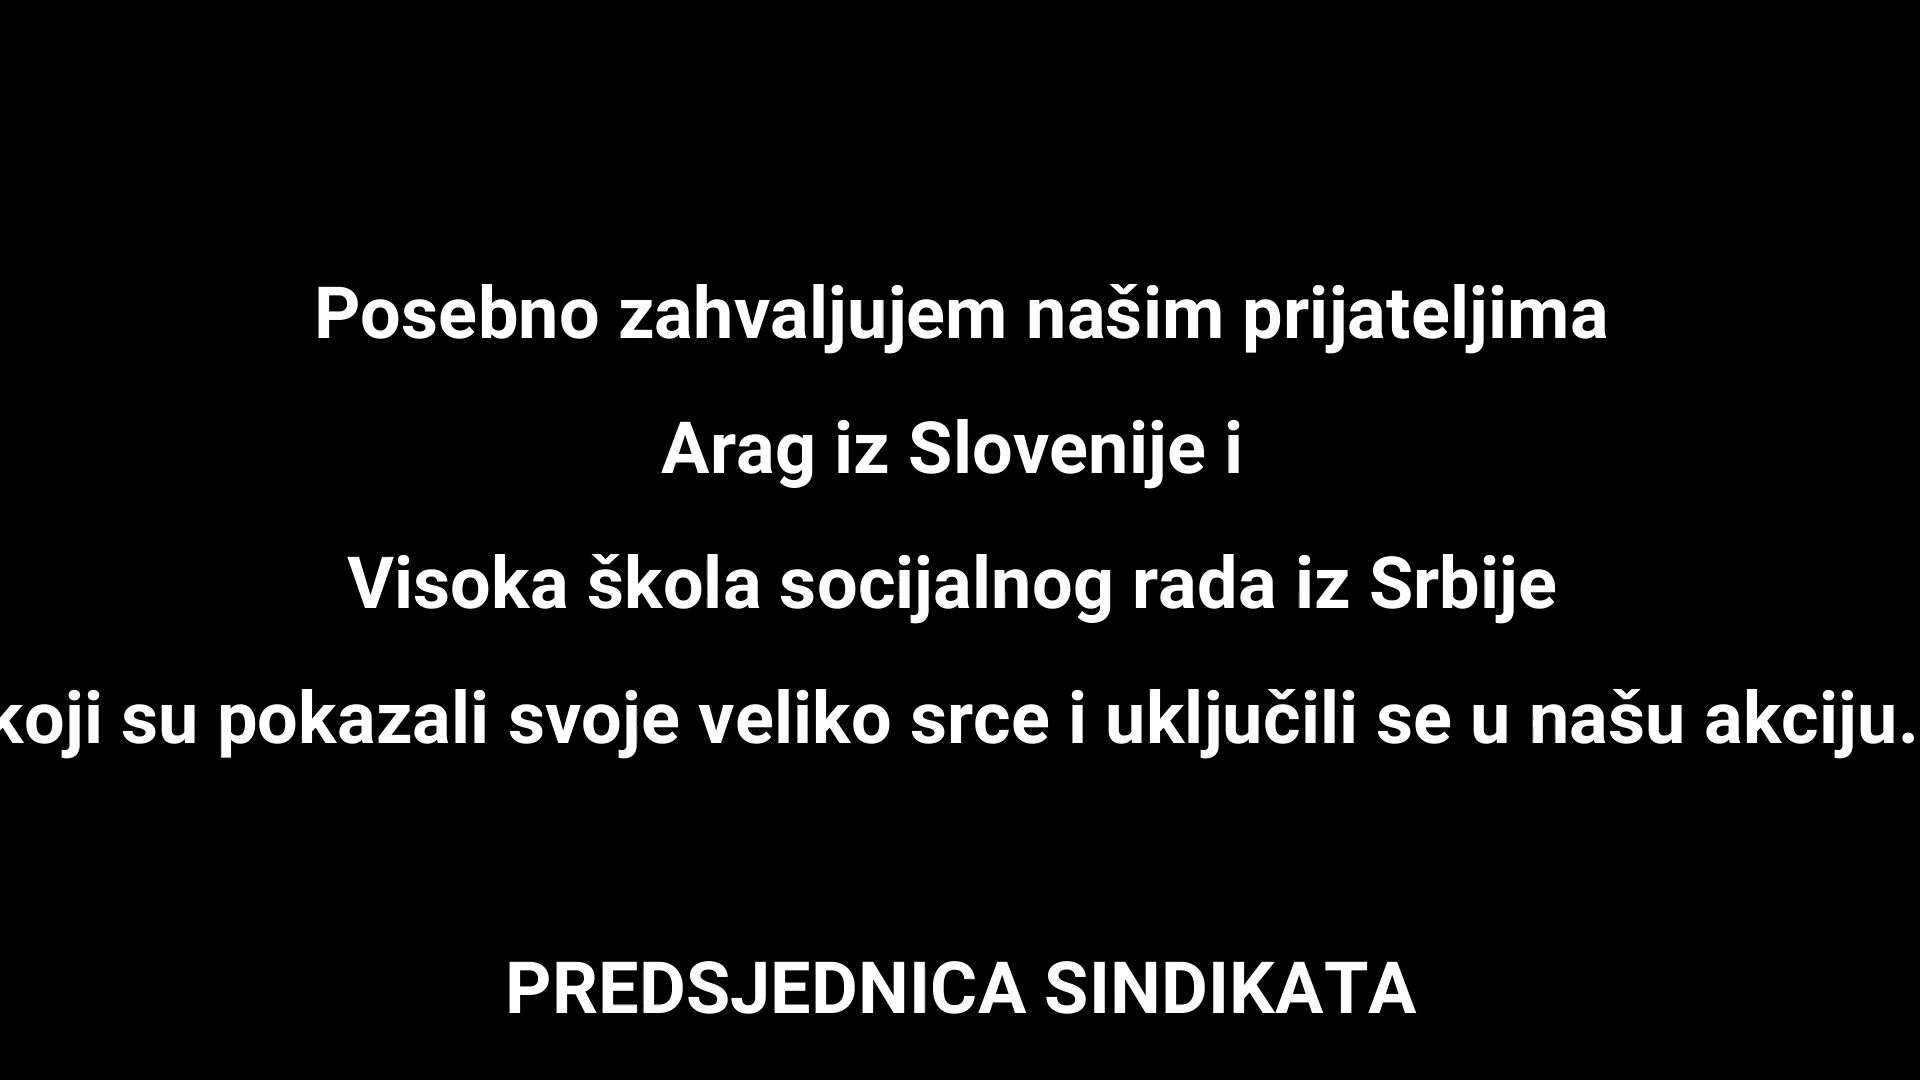 Posebno zahvaljujem našim prijateljima
Arag iz Slovenije i
Visoka škola socijalnog rada iz Srbije
koji su pokazali svoje veliko srce i uključili se u našu akciju.
PREDSJEDNICA SINDIKATA